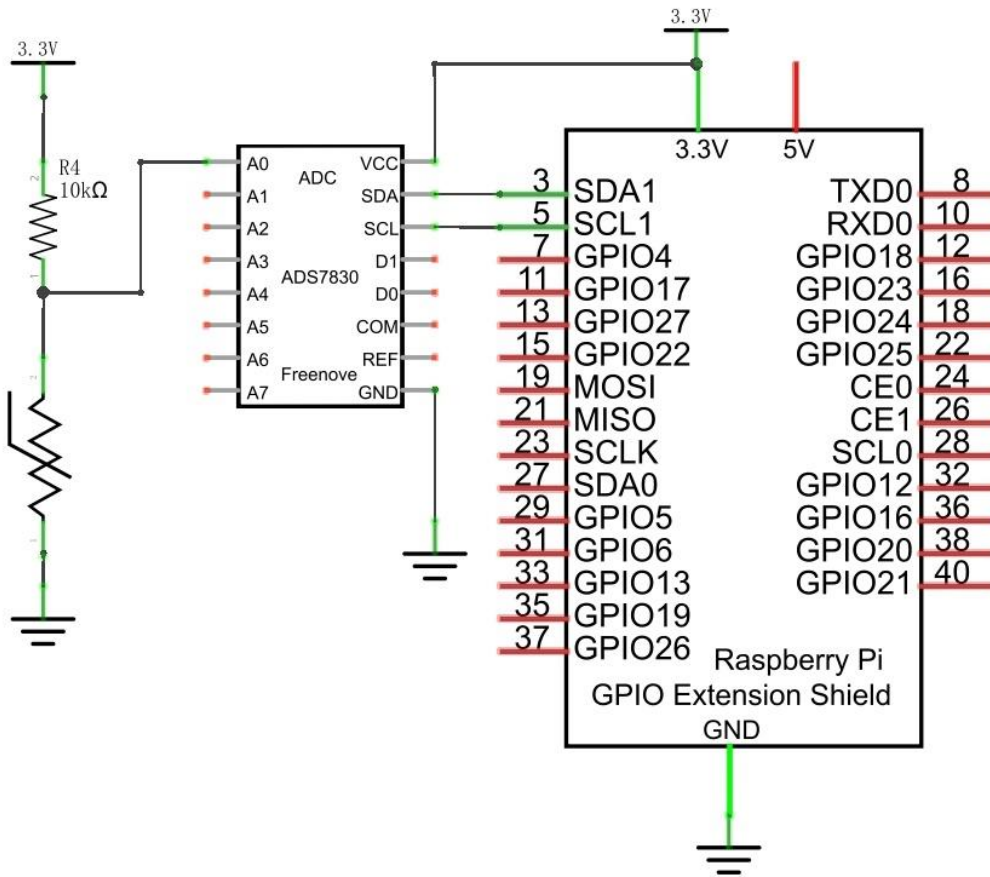 3.3V
3.3V
R4
10kΩ
2
1
2
1
ADC
ADS7830
Freenove
A0
A1
A2
A3
A4
A5
A6
A7
VCC
SDA
SCL
D1
D0
COM
REF
GND
3.3V
5V
3 SDA1
5 SCL1
7 GPIO4
11 GPIO17
13 GPIO27
15 GPIO22
19 MOSI
21 MISO
23 SCLK
27 SDA0
29 GPIO5
31 GPIO6
33 GPIO13
35 GPIO19
37 GPIO26
TXD0 8
RXD0 10
GPIO18 12
GPIO23 16
GPIO24 18
GPIO25 22
CE0 24
CE1 26
SCL0 28
GPIO12 32
GPIO16 36
GPIO20 38
GPIO21 40
Raspberry Pi
GPIO Extension Shield
GND